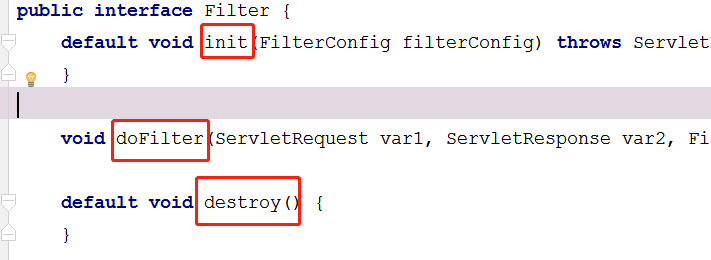 public interface Filter {
default void init(FilterConfig filterConfig) throws Servlet
}
void doFilter(ServletRequest var1, ServletResponse var2, Fi
default void destroy() {
}